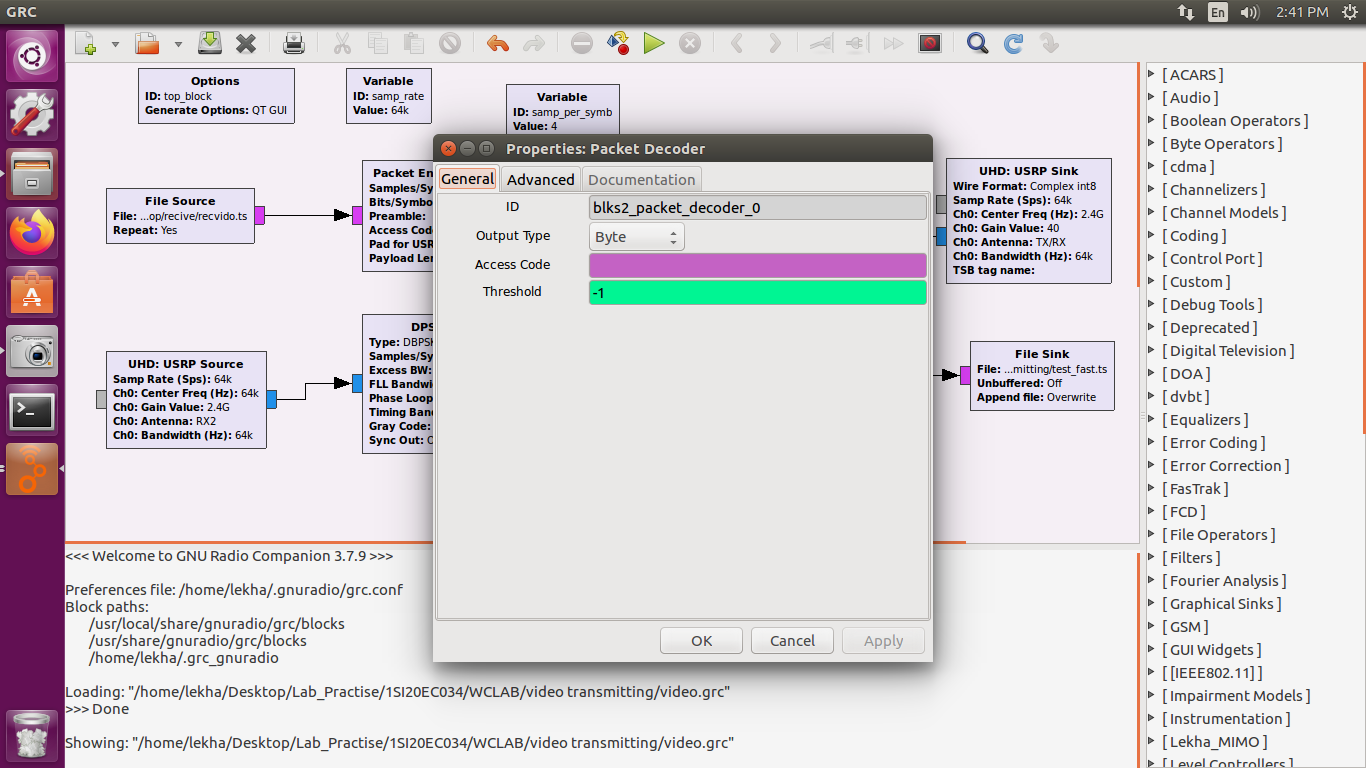 GRC
En
2:41 PM
Options
ID: top_block
Generate Options: QT GUI
Variable
ID: samp_rate
Value: 64k
Variable
ID: samp_per_symb
Value: 4
File Source
File: ...op/recive/recvido.ts
Repeat: Yes
Packet En
Samples/Sy
Bits/Symbo
Preamble:
Access Code
Pad for USR
Payload Len
UHD: USRP Sink
Wire Format: Complex int8
Samp Rate (Sps): 64k
Ch0: Center Freq (Hz): 2.4G
Ch0: Gain Value: 40
Ch0: Antenna: TX/RX
Ch0: Bandwidth (Hz): 64k
TSB tag name:
UHD: USRP Source
Samp Rate (Sps): 64k
Ch0: Center Freq (Hz): 64k
Ch0: Gain Value: 2.4G
Ch0: Antenna: RX2
Ch0: Bandwidth (Hz): 64k
DPS
Type: DBPSK
Samples/Sy
Excess BW:
FLL Bandwi
Phase Loop
Timing Band
Gray Code:
Sync Out:
File Sink
File: ...mitting/test_fast.ts
Unbuffered: Off
Append file: Overwrite
Properties: Packet Decoder
General
Advanced
Documentation
ID
blks2_packet_decoder_0
Output Type
Byte
Access Code
Threshold
-1
OK
Cancel
Apply
<<< Welcome to GNU Radio Companion 3.7.9 >>>
Preferences file: /home/lekha/.gnuradio/grc.conf
Block paths:
/usr/local/share/gnuradio/grc/blocks
/usr/share/gnuradio/grc/blocks
/home/lekha/.grc_gnuradio
Loading: "/home/lekha/Desktop/Lab_Practise/1SI20EC034/WCLAB/video transmitting/video.grc"
>>> Done
Showing: "/home/lekha/Desktop/Lab_Practise/1SI20EC034/WCLAB/video transmitting/video.grc"
[ ACARS ]
[ Audio ]
[ Boolean Operators ]
[ Byte Operators ]
[ cdma ]
[ Channelizers ]
[ Channel Models ]
[ Coding ]
[ Control Port ]
[ Custom ]
[ Debug Tools ]
[ Deprecated ]
[ Digital Television ]
[ DOA ]
[ dvbt ]
[ Equalizers ]
[ Error Coding ]
[ Error Correction ]
[ FasTrak ]
[ FCD ]
[ File Operators ]
[ Filters ]
[ Fourier Analysis ]
[ Graphical Sinks ]
[ GSM ]
[ GUI Widgets ]
[ [IEEE802.11] ]
[ Impairment Models ]
[ Instrumentation ]
[ Lekha_MIMO ]
[ Level Controllers ]